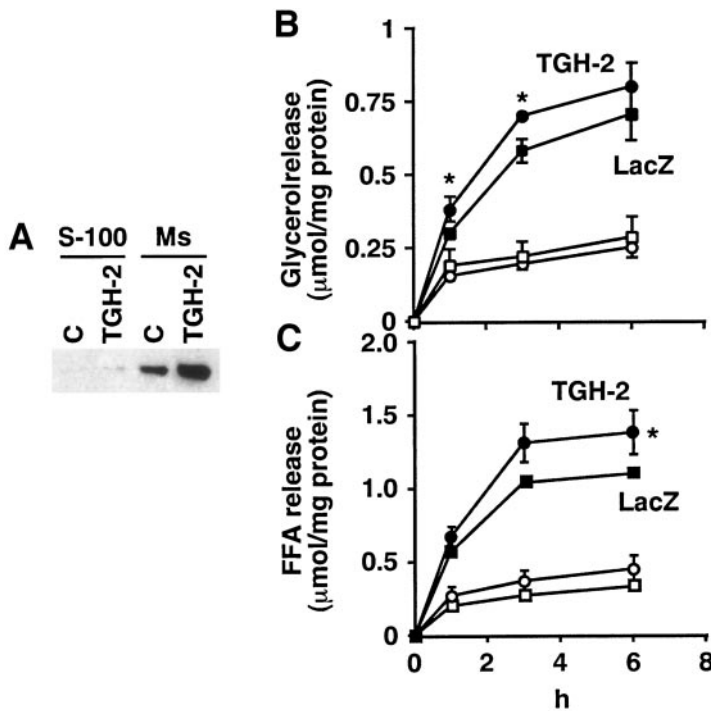 A
S-100 Ms
C TGH-2 C TGH-2
B
Glycerolrelease
(μmol/mg protein)
1
0.75
0.5
0.25
0
TGH-2
*
*
LacZ
C
FFA release
(μmol/mg protein)
2.0
1.5
1.0
0.5
0
TGH-2
*
LacZ
0 2 4 6 8
h